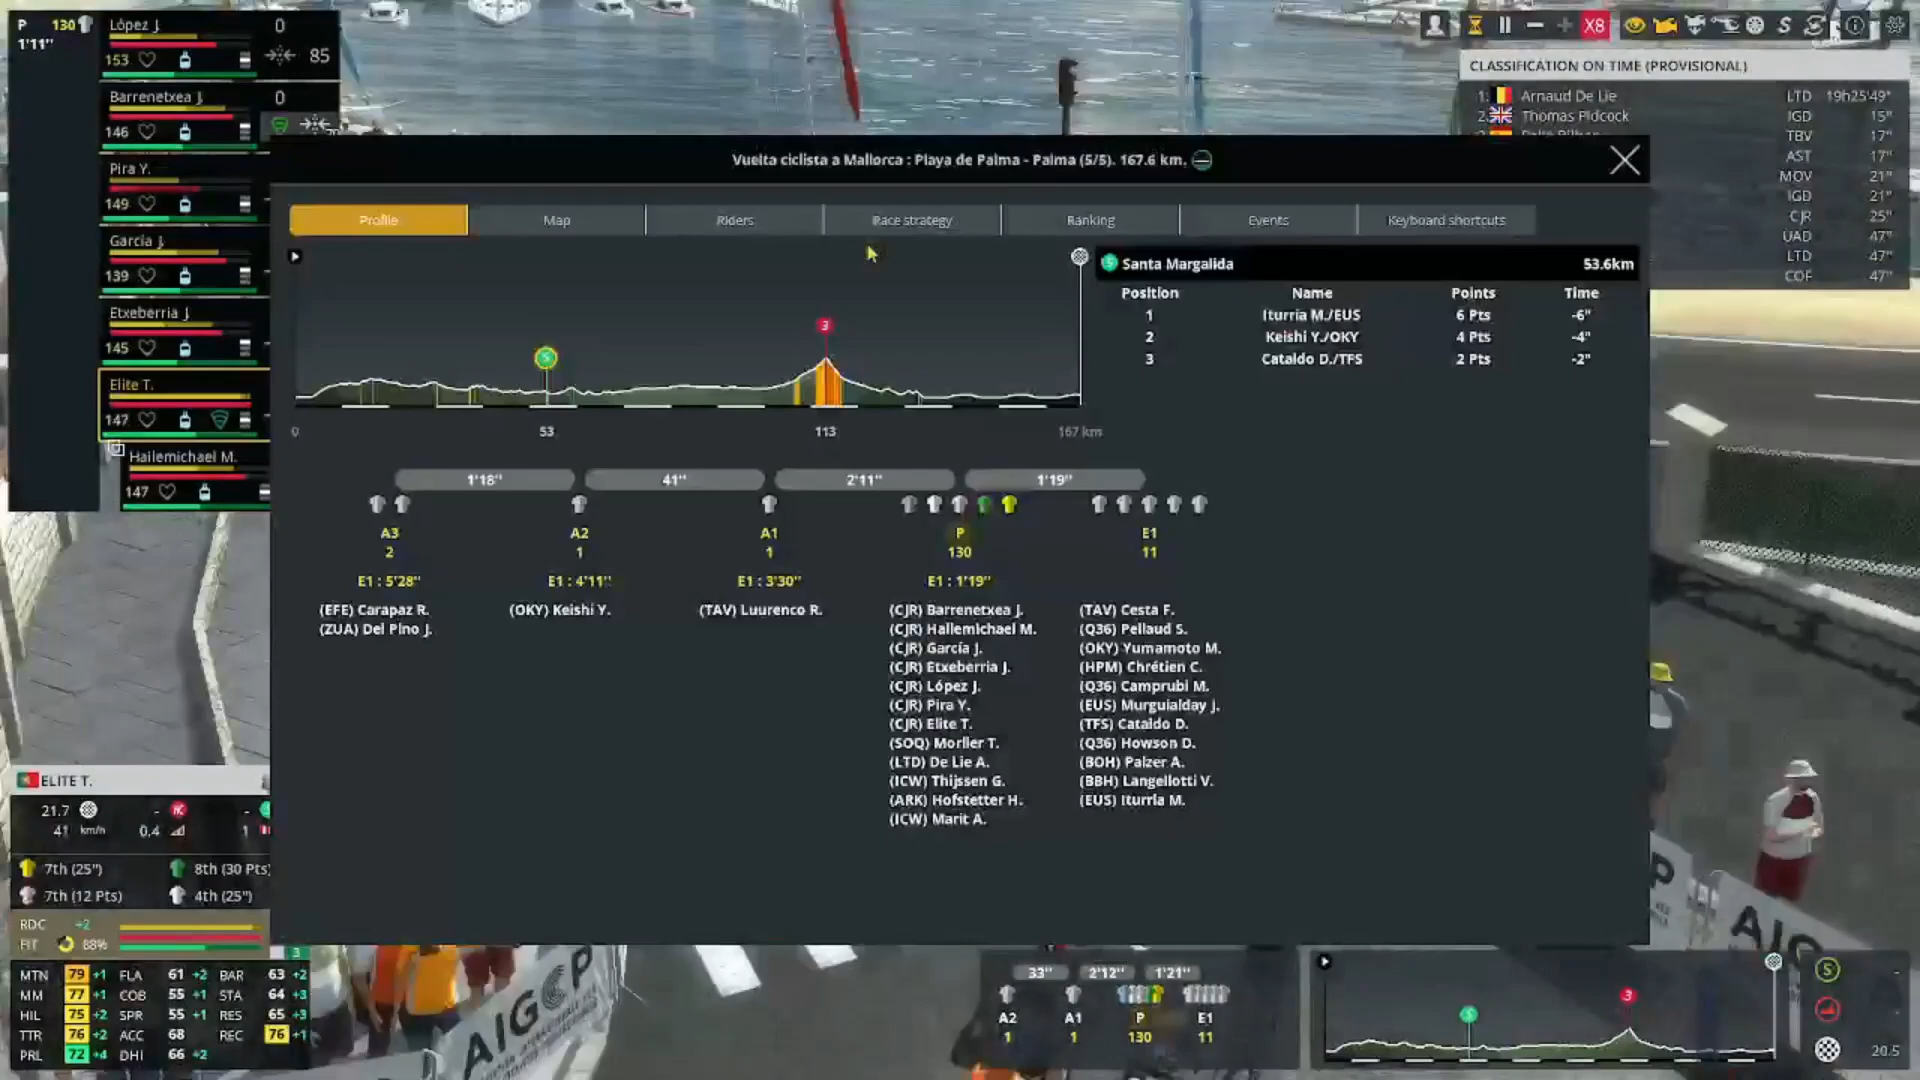 P 130
1'11"
López J.
0
153
85
Barrenetxea J.
0
146
Pira Y.
149
Garcia J.
139
Etxeberria J.
145
Elite T.
147
Hailemichael M.
147
X8
CLASSIFICATION ON TIME (PROVISIONAL)
1. Arnaud De Lie LTD 19h25'49"
2. Thomas Pidcock IGD 15"
TBV 17"
AST 17"
MOV 21"
IGD 21"
CJR 25"
UAD 47"
LTD 47"
COF 47"
Vuelta ciclista a Mallorca : Playa de Palma - Palma (5/5). 167.6 km.
Profile Map Riders Race strategy Ranking Events Keyboard shortcuts
S Santa Margalida 53.6km
Position Name Points Time
1 Iturria M./EUS 6 Pts -6"
2 Keishi Y./OKY 4 Pts -4"
3 Cataldo D./TFS 2 Pts -2"
3
S
0 53 113 167 km
1'18" 41" 2'11" 1'19"
A3 A2 A1 P E1
2 1 1 130 11
E1 : 5'28" E1 : 4'11" E1 : 3'30" E1 : 1'19"
(EFE) Carapaz R.
(ZUA) Del Pino J.
(OKY) Keishi Y.
(TAV) Luurenco R.
(CJR) Barrenetxea J.
(CJR) Hailemichael M.
(CJR) García J.
(CJR) Etxeberria J.
(CJR) López J.
(CJR) Pira Y.
(CJR) Elite T.
(SOQ) Morlier T.
(LTD) De Lie A.
(ICW) Thijssen G.
(ARK) Hofstetter H.
(ICW) Marit A.
(TAV) Cesta F.
(Q36) Pellaud S.
(OKY) Yumamoto M.
(HPM) Chrétien C.
(Q36) Camprubi M.
(EUS) Murguialday J.
(TFS) Cataldo D.
(Q36) Howson D.
(BOH) Palzer A.
(BBH) Langellotti V.
(EUS) Iturria M.
ELITE T.
21.7 - -
41 km/h 0.4 1
7th (25") 8th (30 Pts)
7th (12 Pts) 4th (25")
RDC +2
FIT 88%
3
MTN 79 +1 FLA 61 +2 BAR 63 +2
MM 77 +1 COB 55 +1 STA 64 +3
HIL 75 +2 SPR 55 +1 RES 65 +3
TTR 76 +2 ACC 68 REC 76 +1
PRL 72 +4 DHI 66 +2
AIGCP
P
AIG
33" 2'12" 1'21"
A2 A1 P E1
1 1 130 11
S
3
S -
-
20.5